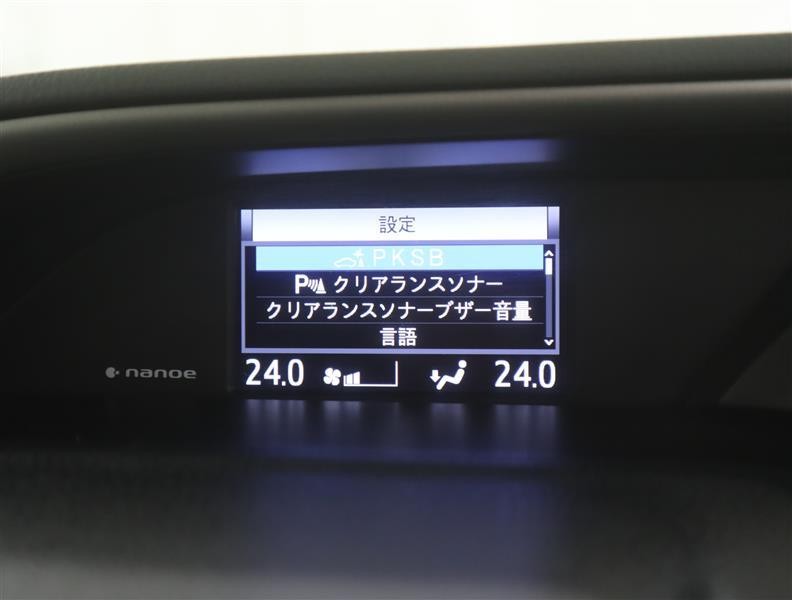 設定
PKSB
P クリアランスソナー
クリアランスソナーブザー音量
言語
24.0 24.0
nanoe